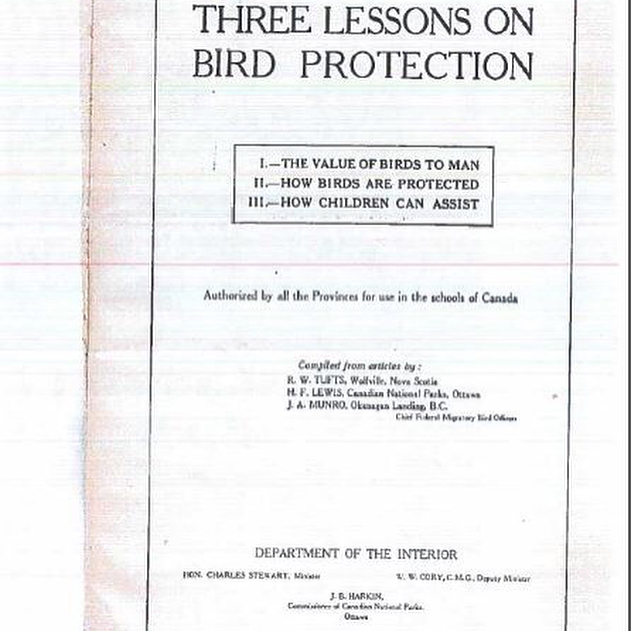 THREE LESSONS ON
BIRD PROTECTION
I.—THE VALUE OF BIRDS TO MAN
II.—HOW BIRDS ARE PROTECTED
III.—HOW CHILDREN CAN ASSIST
Authorized by all the Provinces for use in the schools of Canada
Compiled from articles by :
R. W. TUFTS, Wolfville, Nova Scotia
H. F. LEWIS, Canadian National Parks, Ottawa
J. A. MUNRO, Okanagan Landing, B.C.
Chief Federal Migratory Bird Officers
DEPARTMENT OF THE INTERIOR
HON. CHARLES STEWART, Minister W. W. CORY, C.M.G., Deputy Minister
J. B. HARKIN,
Commissioner of Canadian National Parks.
Ottawa